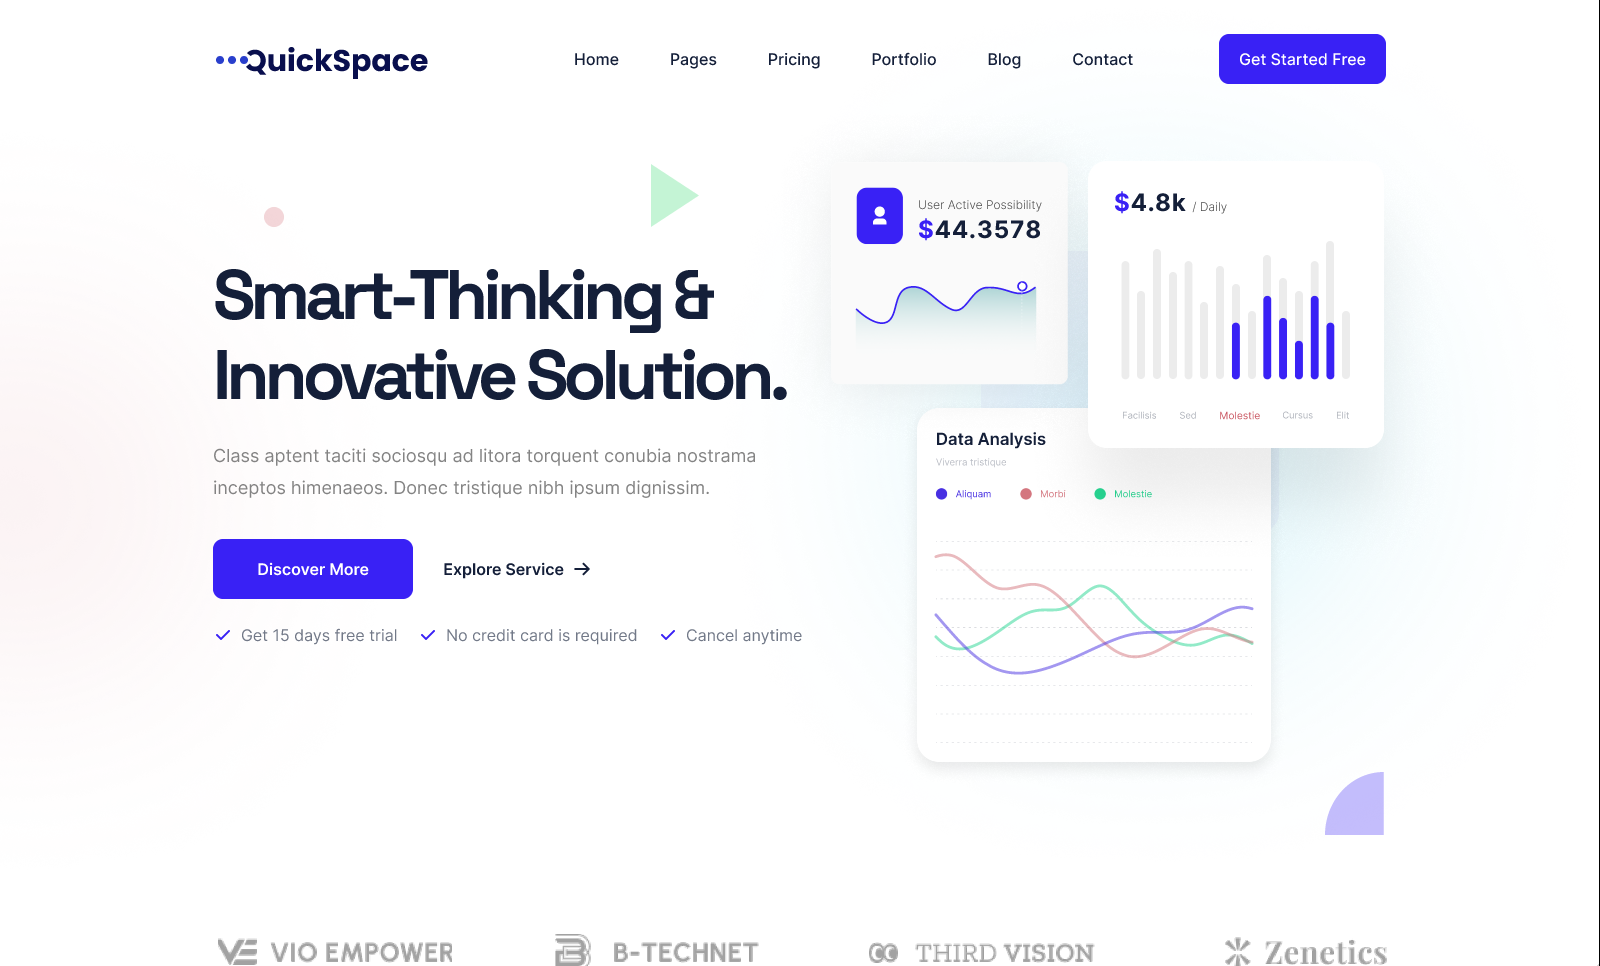 QuickSpace
Home
Pages
Pricing
Portfolio
Blog
Contact
Get Started Free
Smart-Thinking &
Innovative Solution.
Class aptent taciti sociosqu ad litora torquent conubia nostrama
inceptos himenaeos. Donec tristique nibh ipsum dignissim.
Discover More
Explore Service
Get 15 days free trial
No credit card is required
Cancel anytime
User Active Possibility
$44.3578
$4.8k / Daily
Facilisis
Sed
Molestie
Cursus
Elit
Data Analysis
Viverra tristique
Aliquam
Morbi
Molestie
VIO EMPOWER
B-TECHNET
THIRD VISION
Zenetics